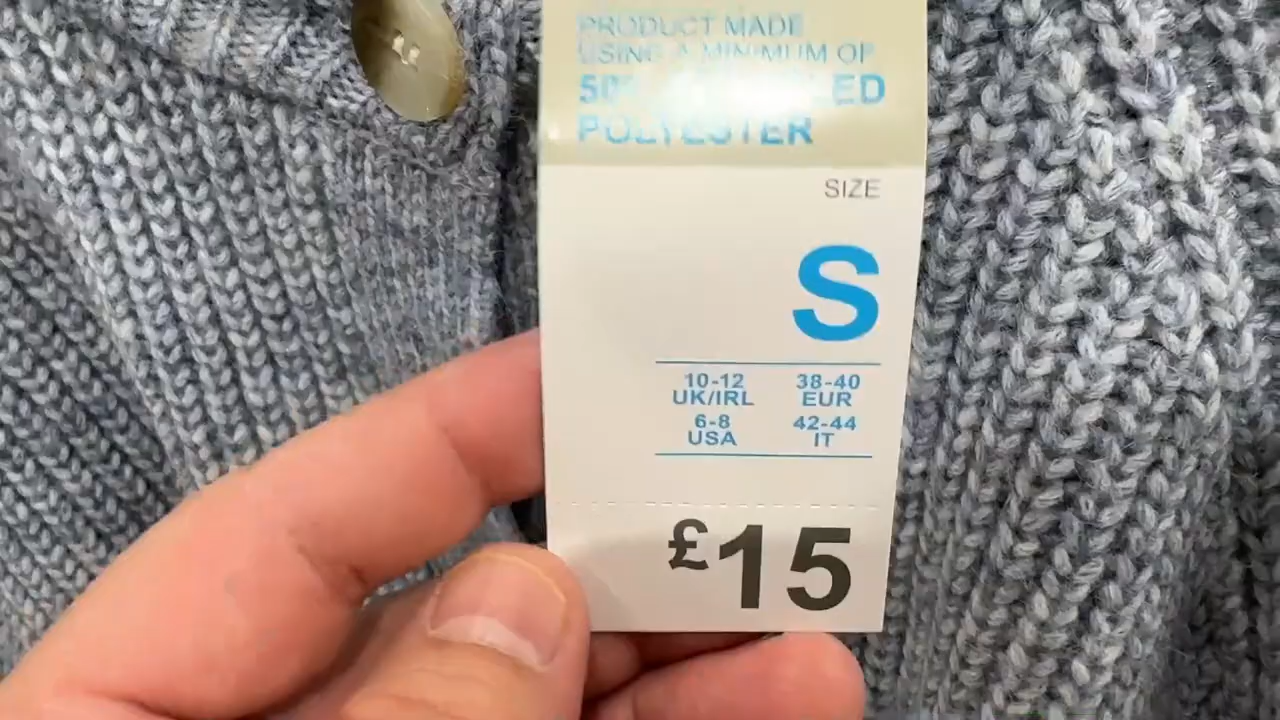 PRODUCT MADE
USING A MINIMUM OF
50% RECYCLED
POLYESTER
SIZE
S
10-12 38-40
UK/IRL EUR
6-8 42-44
USA IT
£15